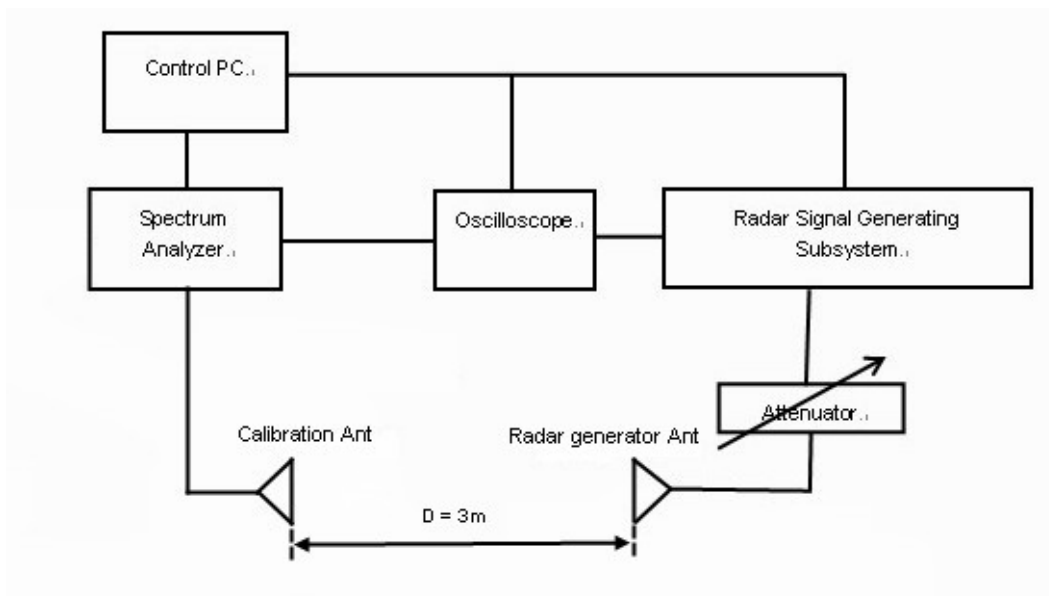 Control PC
Spectrum
Analyzer
Oscilloscope
Radar Signal Generating
Subsystem
Attenuator
Calibration Ant
Radar generator Ant
D = 3m